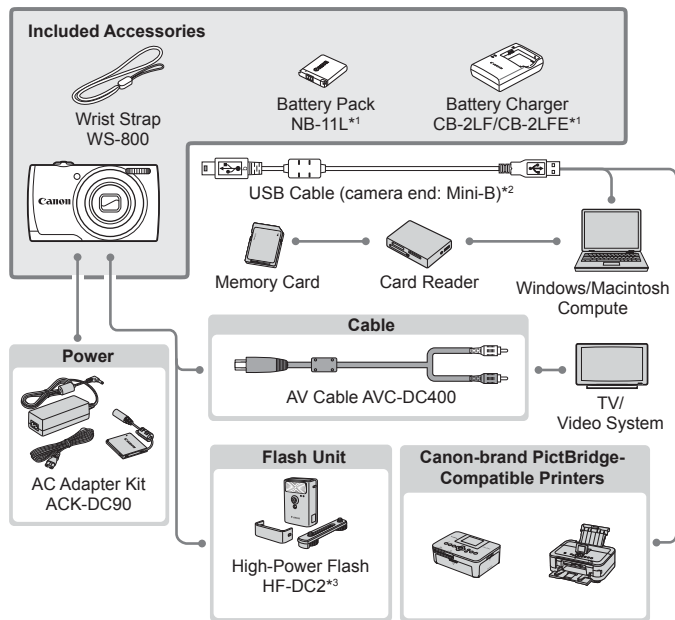 Included Accessories
Wrist Strap
WS-800
Battery Pack
NB-11L*1
Battery Charger
CB-2LF/CB-2LFE*1
Canon
USB Cable (camera end: Mini-B)*2
Memory Card
Card Reader
Windows/Macintosh
Compute
Cable
AV Cable AVC-DC400
TV/
Video System
Power
AC Adapter Kit
ACK-DC90
Flash Unit
High-Power Flash
HF-DC2*3
Canon-brand PictBridge-
Compatible Printers